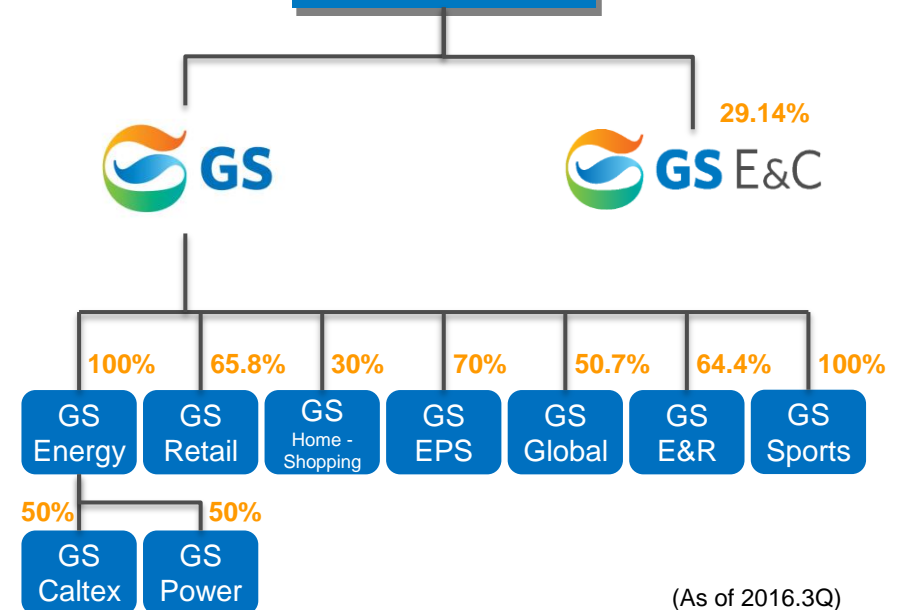 29.14%
GS
GS E&C
100%
65.8%
30%
70%
50.7%
64.4%
100%
GS
Energy
GS
Retail
GS
Home -
Shopping
GS
EPS
GS
Global
GS
E&R
GS
Sports
50%
50%
GS
Caltex
GS
Power
(As of 2016.3Q)